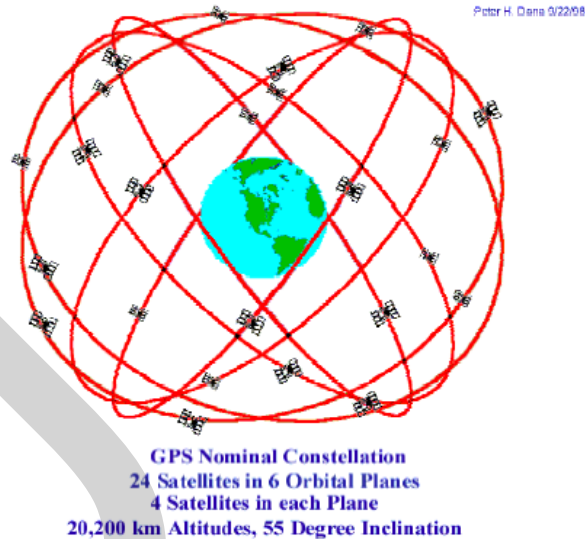 Peter H. Dana 9/22/98
GPS Nominal Constellation
24 Satellites in 6 Orbital Planes
4 Satellites in each Plane
20,200 km Altitudes, 55 Degree Inclination